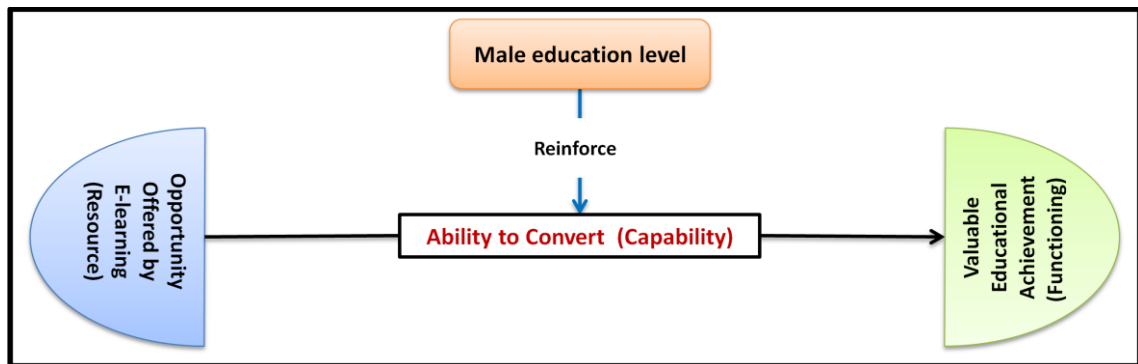 Male education level
Reinforce
Opportunity
Offered by
E-learning
(Resource)
Ability to Convert (Capability)
Valuable
Educational
Achievement
(Functioning)